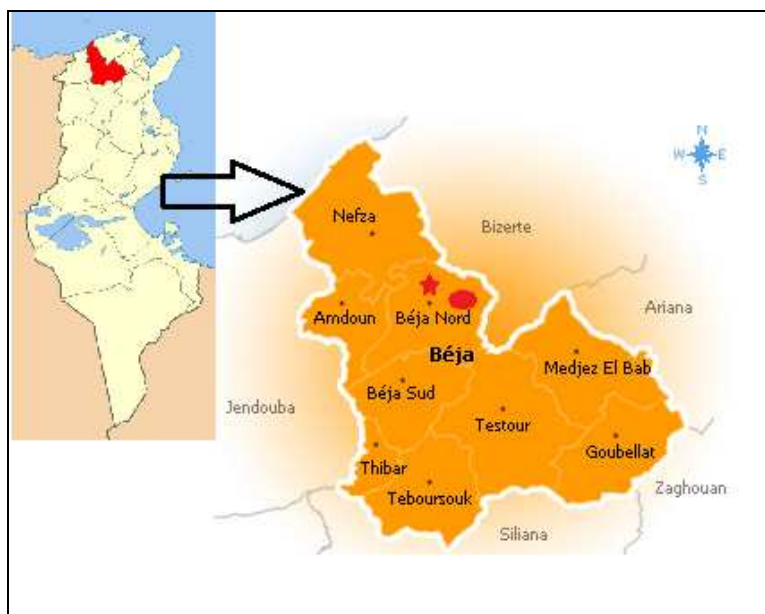 N
W E
S
Nefza
Bizerte
Ariana
Amdoun
Béja Nord
Béja
Medjez El Bab
Béja Sud
Jendouba
Testour
Goubellat
Thibar
Teboursouk
Zaghouan
Siliana